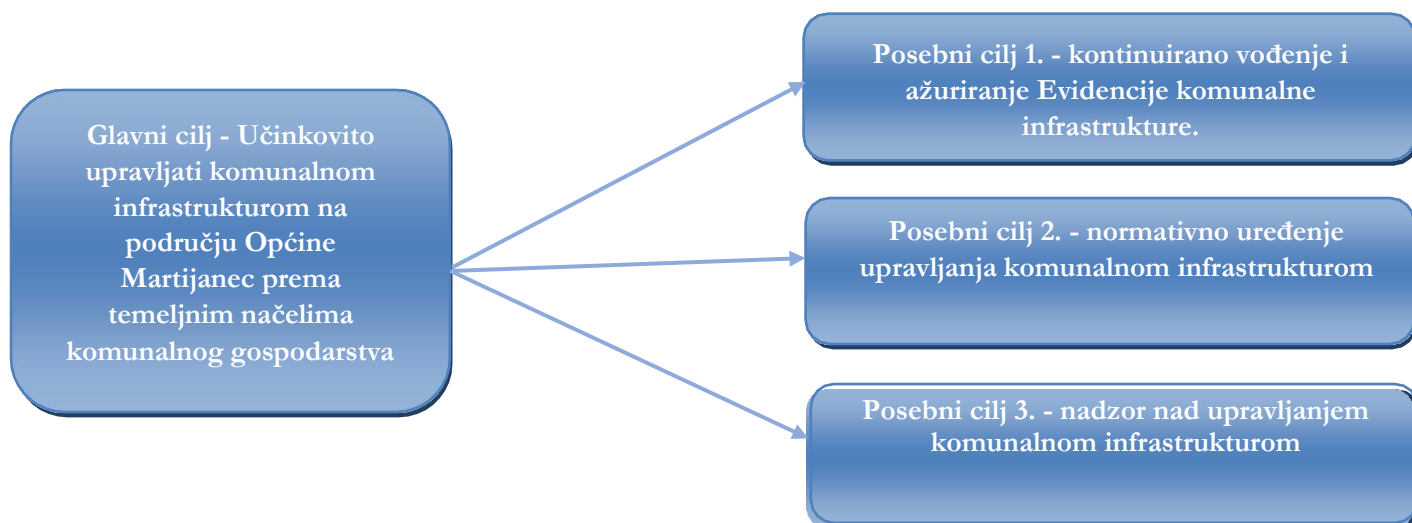 Glavni cilj - Učinkovito
upravljati komunalnom
infrastrukturom na
području Općine
Martijanec prema
temeljnim načelima
komunalnog gospodarstva
Posebni cilj 1. - kontinuirano vođenje i
ažuriranje Evidencije komunalne
infrastrukture.
Posebni cilj 2. - normativno uređenje
upravljanja komunalnom infrastrukturom
Posebni cilj 3. - nadzor nad upravljanjem
komunalnom infrastrukturom